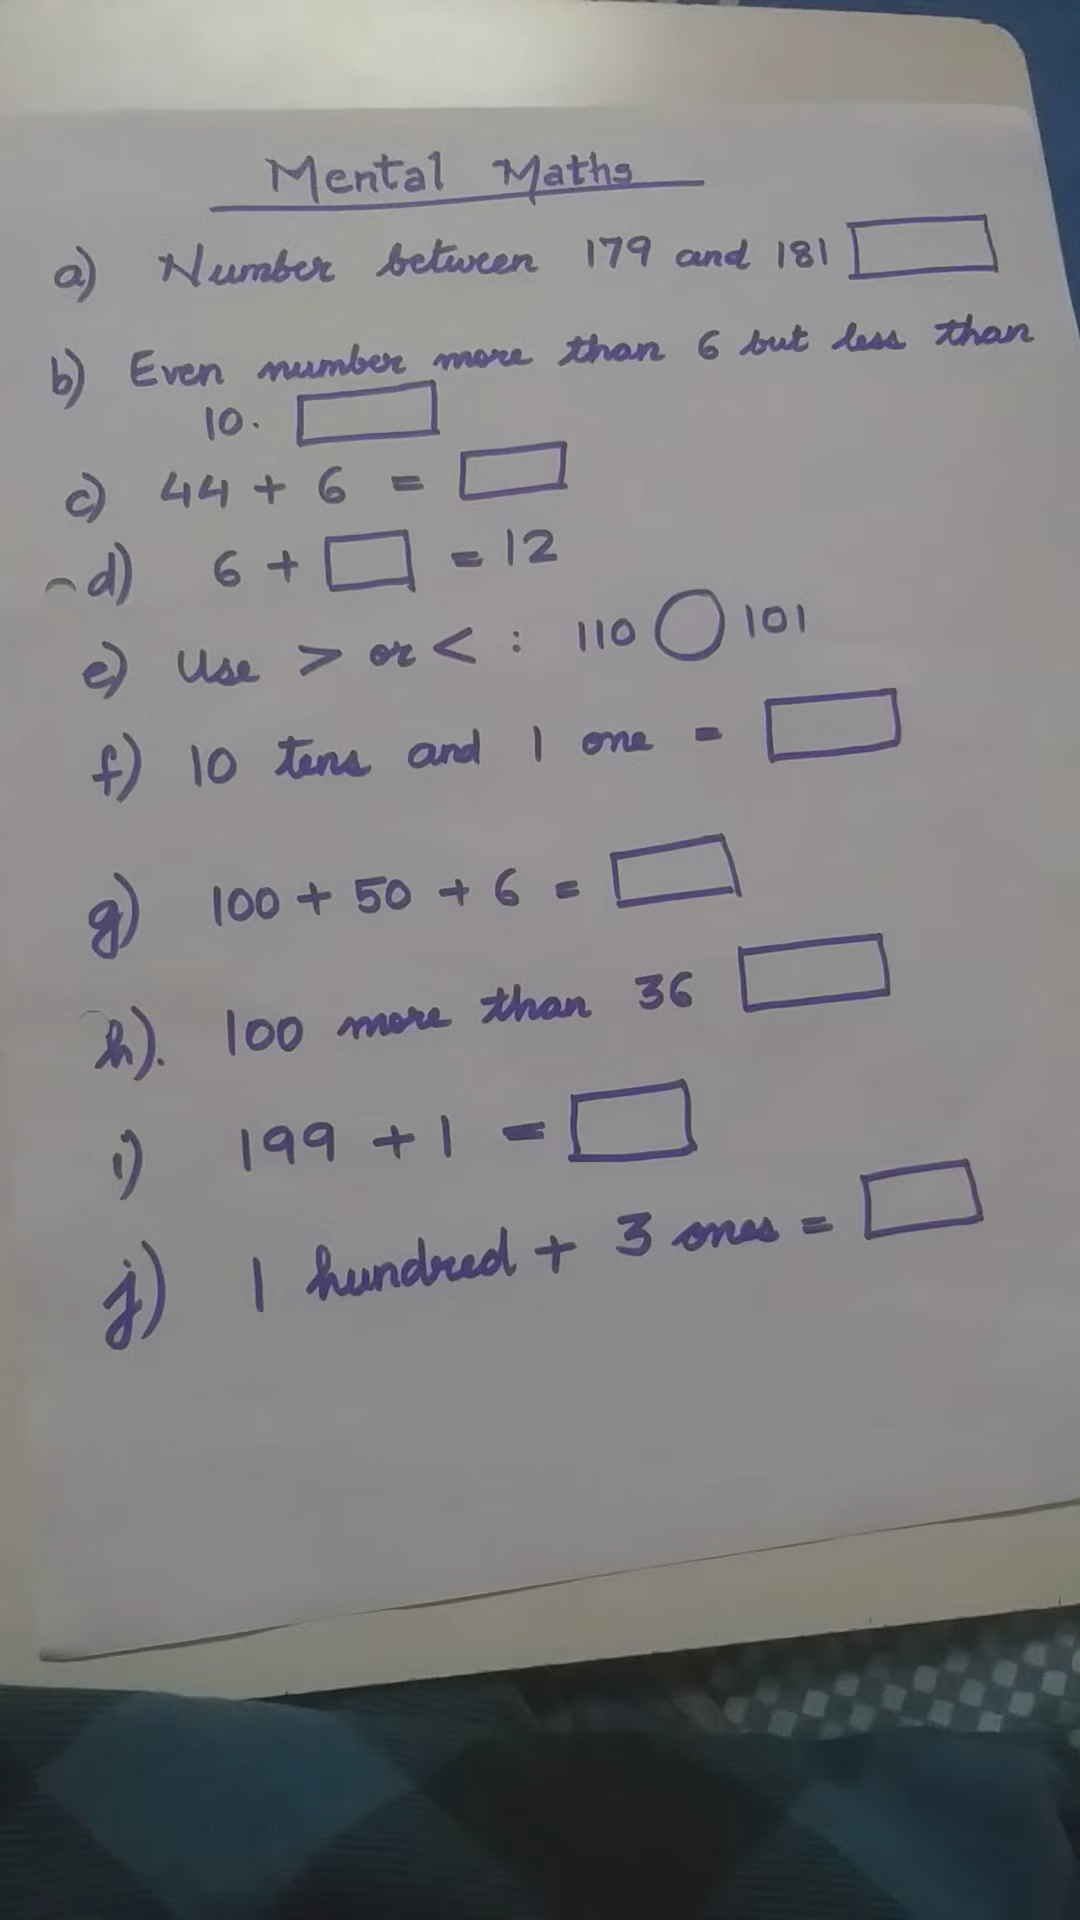 Mental Maths
a) Number between 179 and 181
b) Even number more than 6 but less than
10.
c) 44 + 6 =
d) 6 + = 12
e) Use > or < : 110 101
f) 10 tens and 1 one =
g) 100 + 50 + 6 =
h). 100 more than 36
i) 199 + 1 =
j) 1 hundred + 3 ones =